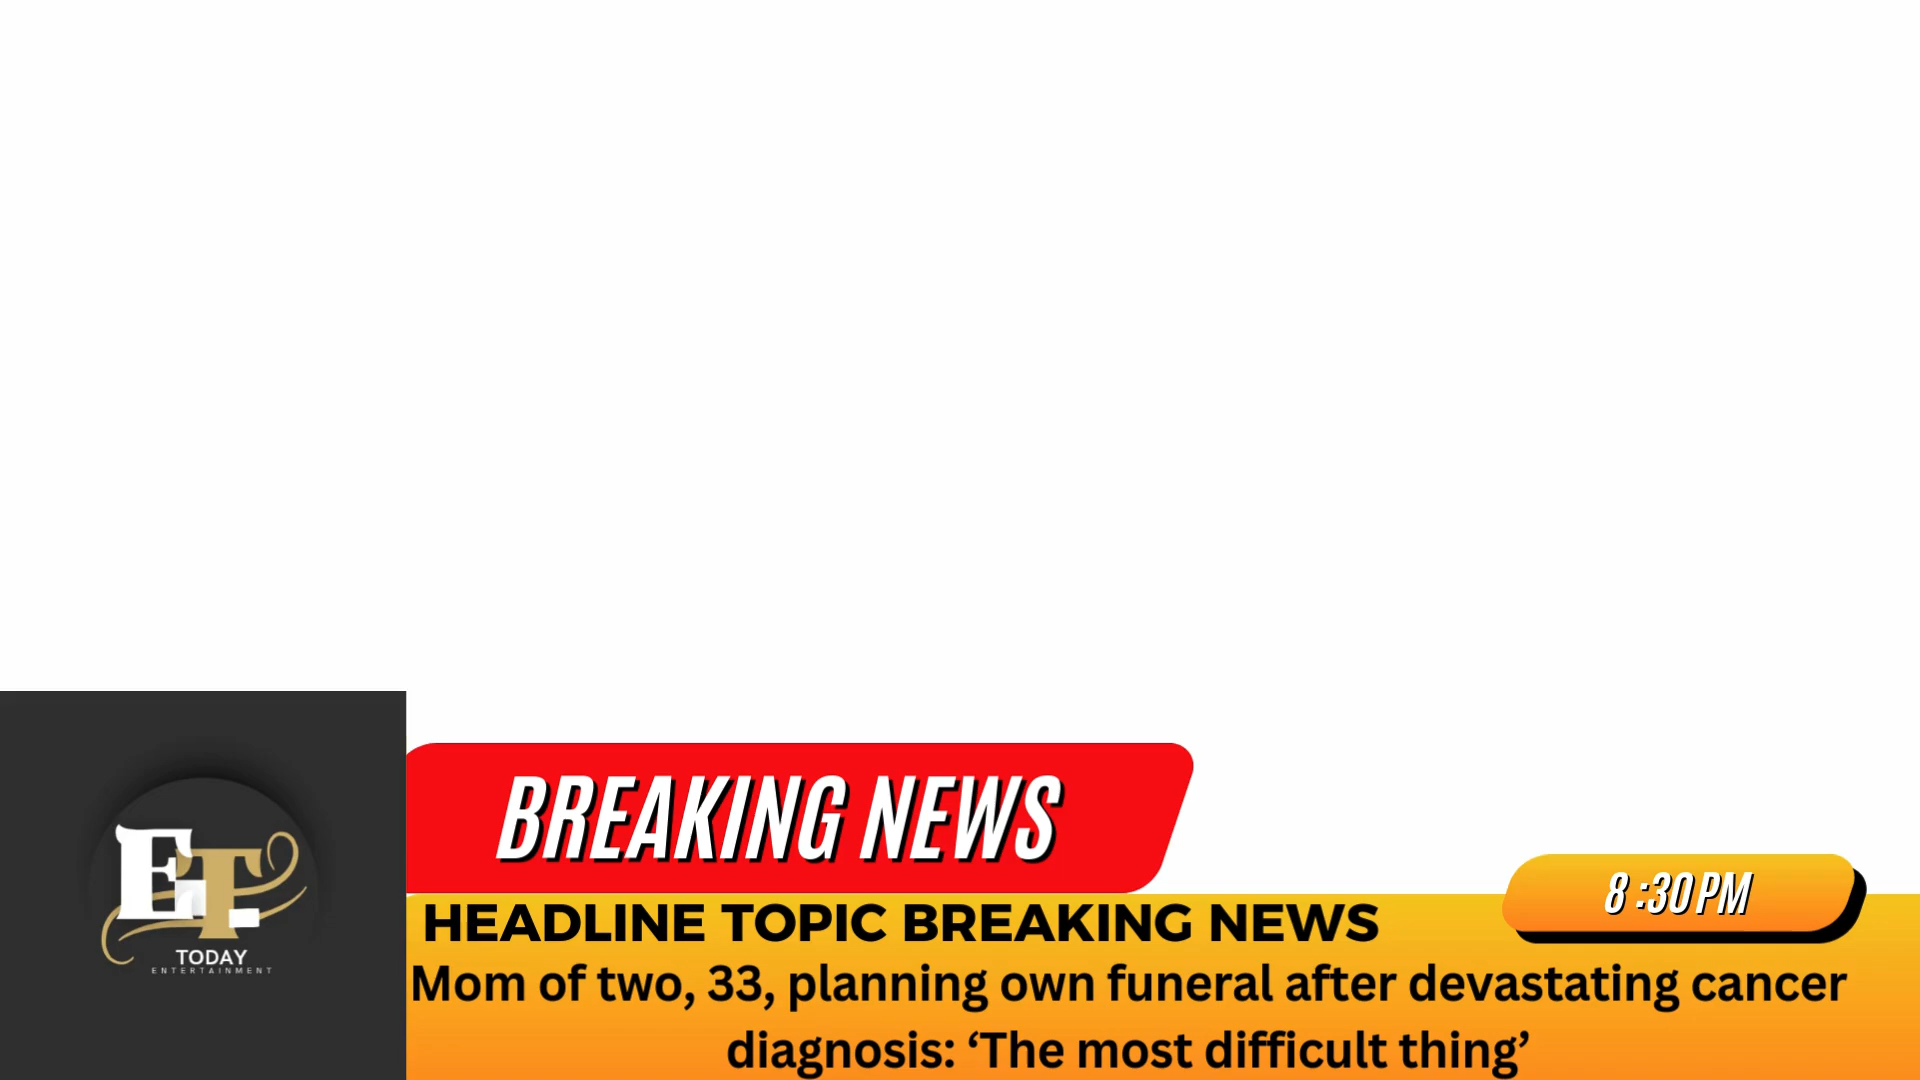 BREAKING NEWS
8 :30 PM
HEADLINE TOPIC BREAKING NEWS
Mom of two, 33, planning own funeral after devastating cancer
diagnosis: ‘The most difficult thing’
E.T.
TODAY
ENTERTAINMENT